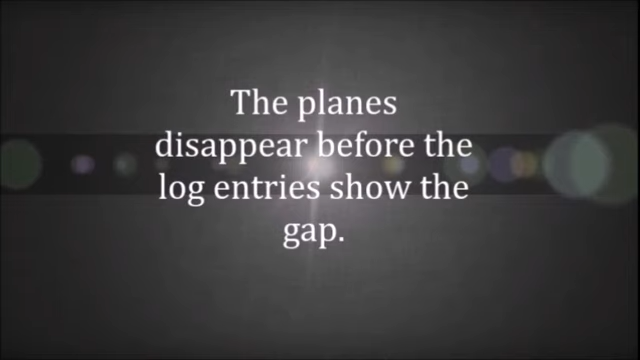 The planes
disappear before the
log entries show the
gap.